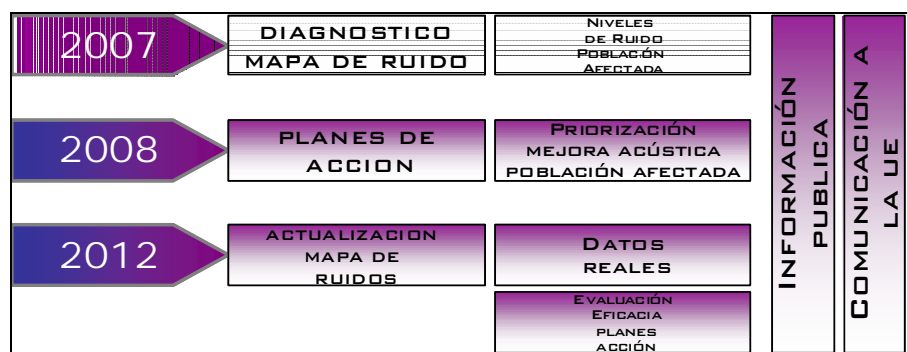 2007
DIAGNOSTICO
MAPA DE RUIDO
NIVELES
DE RUIDO
POBLACIÓN
AFECTADA
2008
PLANES DE
ACCION
PRIORIZACIÓN
MEJORA ACÚSTICA
POBLACIÓN AFECTADA
2012
ACTUALIZACION
MAPA DE
RUIDOS
DATOS
REALES
EVALUACIÓN
EFICACIA
PLANES
ACCIÓN
INFORMACIÓN
PUBLICA
COMUNICACIÓN A
LA UE